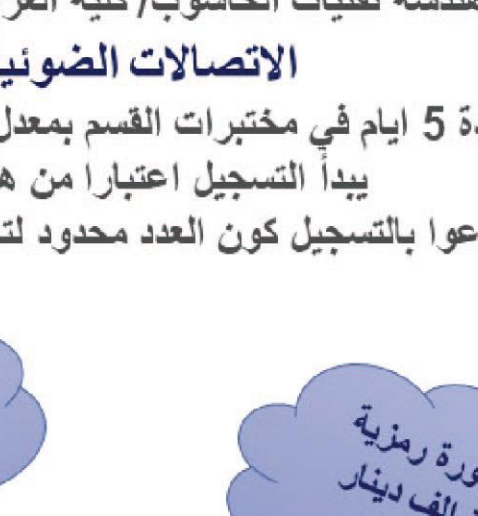 هندسة تقنيات الحاسوب/ كلية
الاتصالات الضوئي
دة 5 ايام في مختبرات القسم بمعدل
يبدأ التسجيل اعتبارا من ه
عوا بالتسجيل كون العدد محدود لت
ورة رمزية
الف دينار